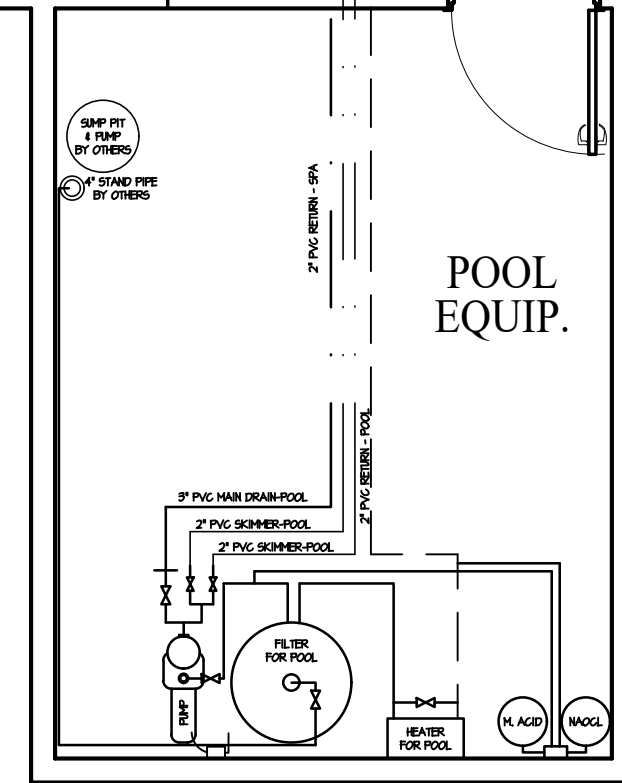 SUMP PIT
& PUMP
BY OTHERS
4" STAND PIPE
BY OTHERS
2" PVC RETURN - SPA
POOL
EQUIP.
2" PVC RETURN - POOL
3" PVC MAIN DRAIN-POOL
2" PVC SKIMMER-POOL
2" PVC SKIMMER-POOL
FILTER
FOR POOL
PUMP
HEATER
FOR POOL
M. ACID
NAOCL